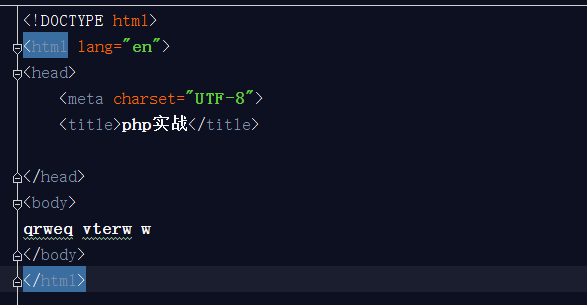 <!DOCTYPE html>
<html lang="en">
<head>
<meta charset="UTF-8">
<title>php实战</title>
</head>
<body>
qrweq vterw w
</body>
</html>